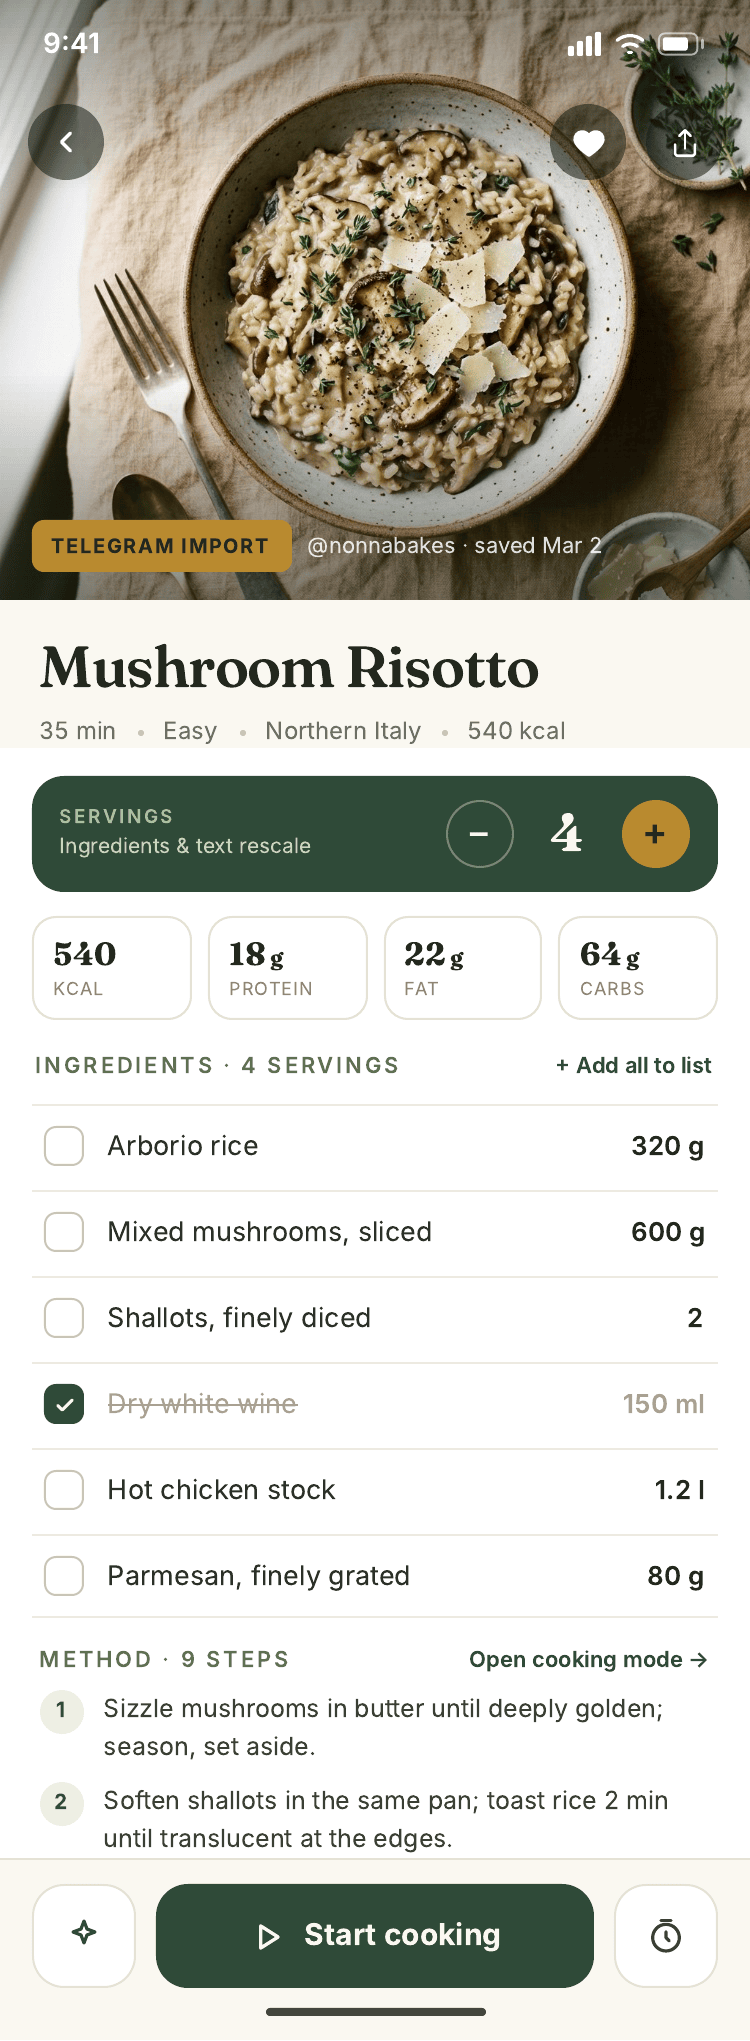 9:41
TELEGRAM IMPORT @nonnabakes · saved Mar 2
Mushroom Risotto
35 min • Easy • Northern Italy • 540 kcal
SERVINGS
Ingredients & text rescale
− 4 +
540 18 g 22 g 64 g
KCAL PROTEIN FAT CARBS
INGREDIENTS · 4 SERVINGS + Add all to list
Arborio rice 320 g
Mixed mushrooms, sliced 600 g
Shallots, finely diced 2
Dry white wine 150 ml
Hot chicken stock 1.2 l
Parmesan, finely grated 80 g
METHOD · 9 STEPS Open cooking mode →
1 Sizzle mushrooms in butter until deeply golden;
season, set aside.
2 Soften shallots in the same pan; toast rice 2 min
until translucent at the edges.
Start cooking